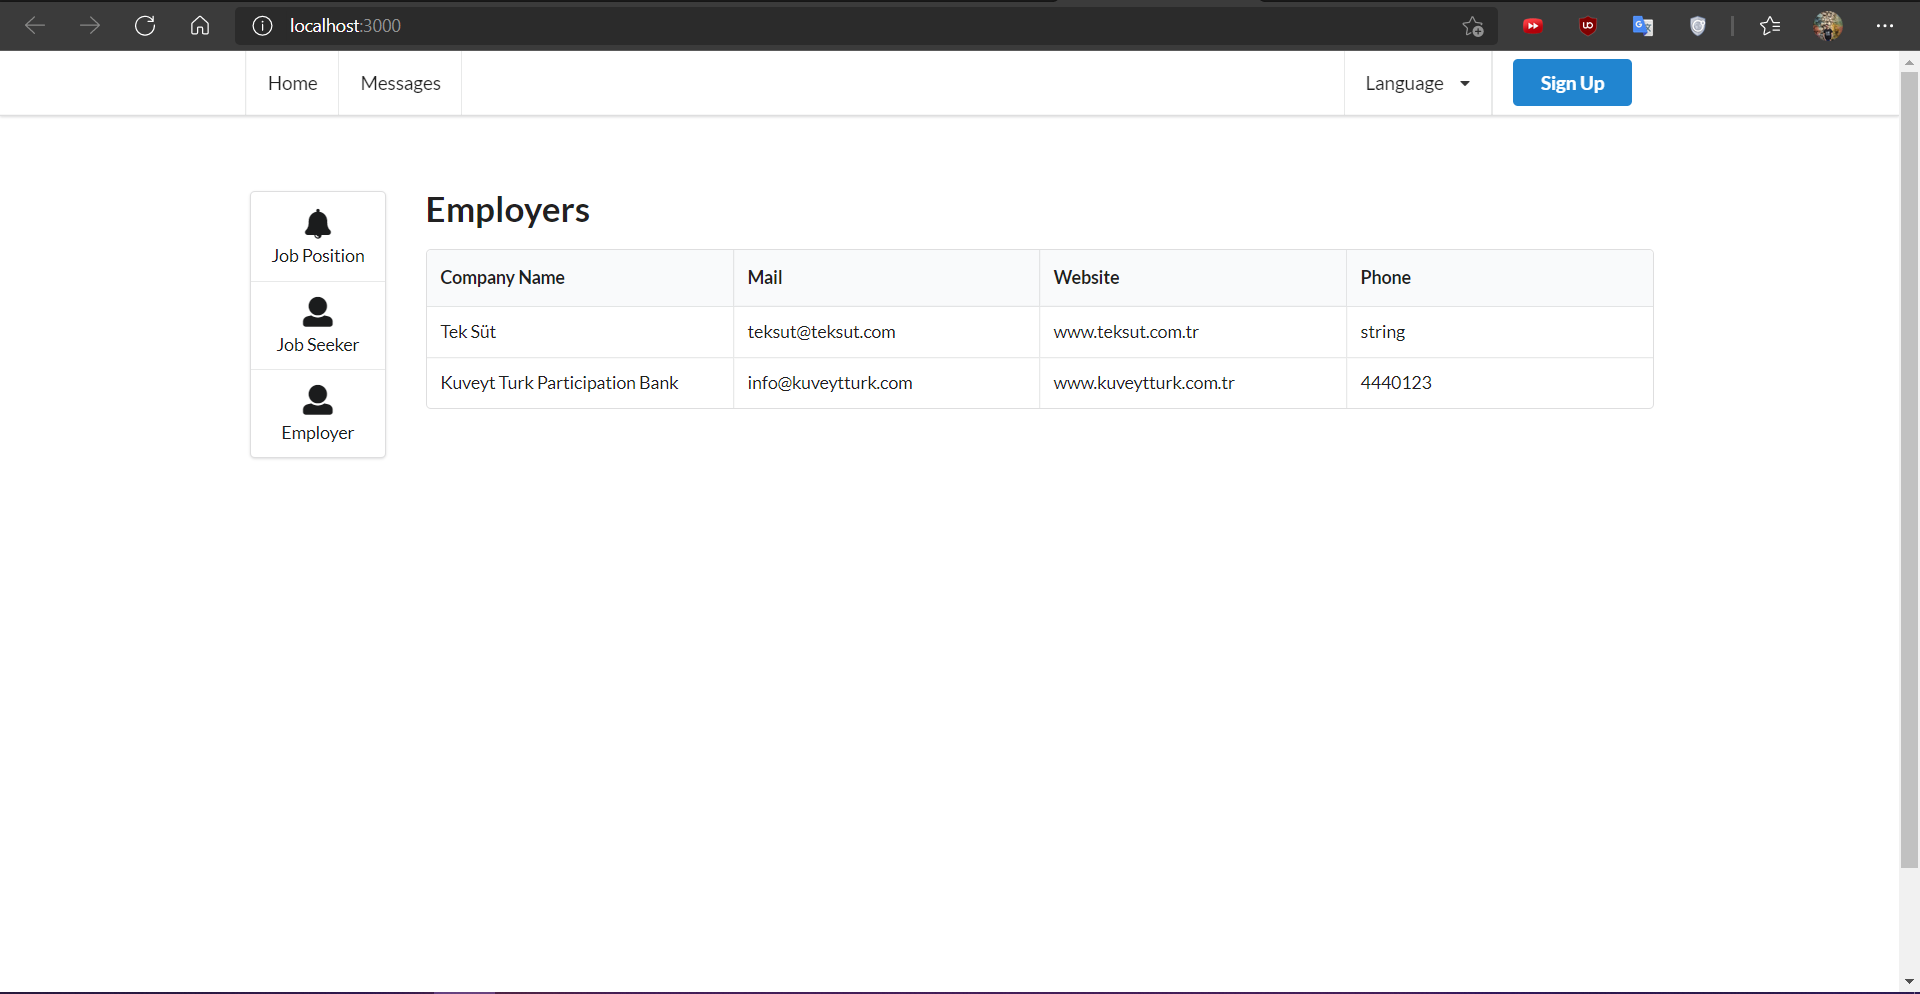 localhost:3000
Home Messages Language Sign Up
Job Position
Job Seeker
Employer
Employers
Company Name Mail Website Phone
Tek Süt teksut@teksut.com www.teksut.com.tr string
Kuveyt Turk Participation Bank info@kuveytturk.com www.kuveytturk.com.tr 4440123